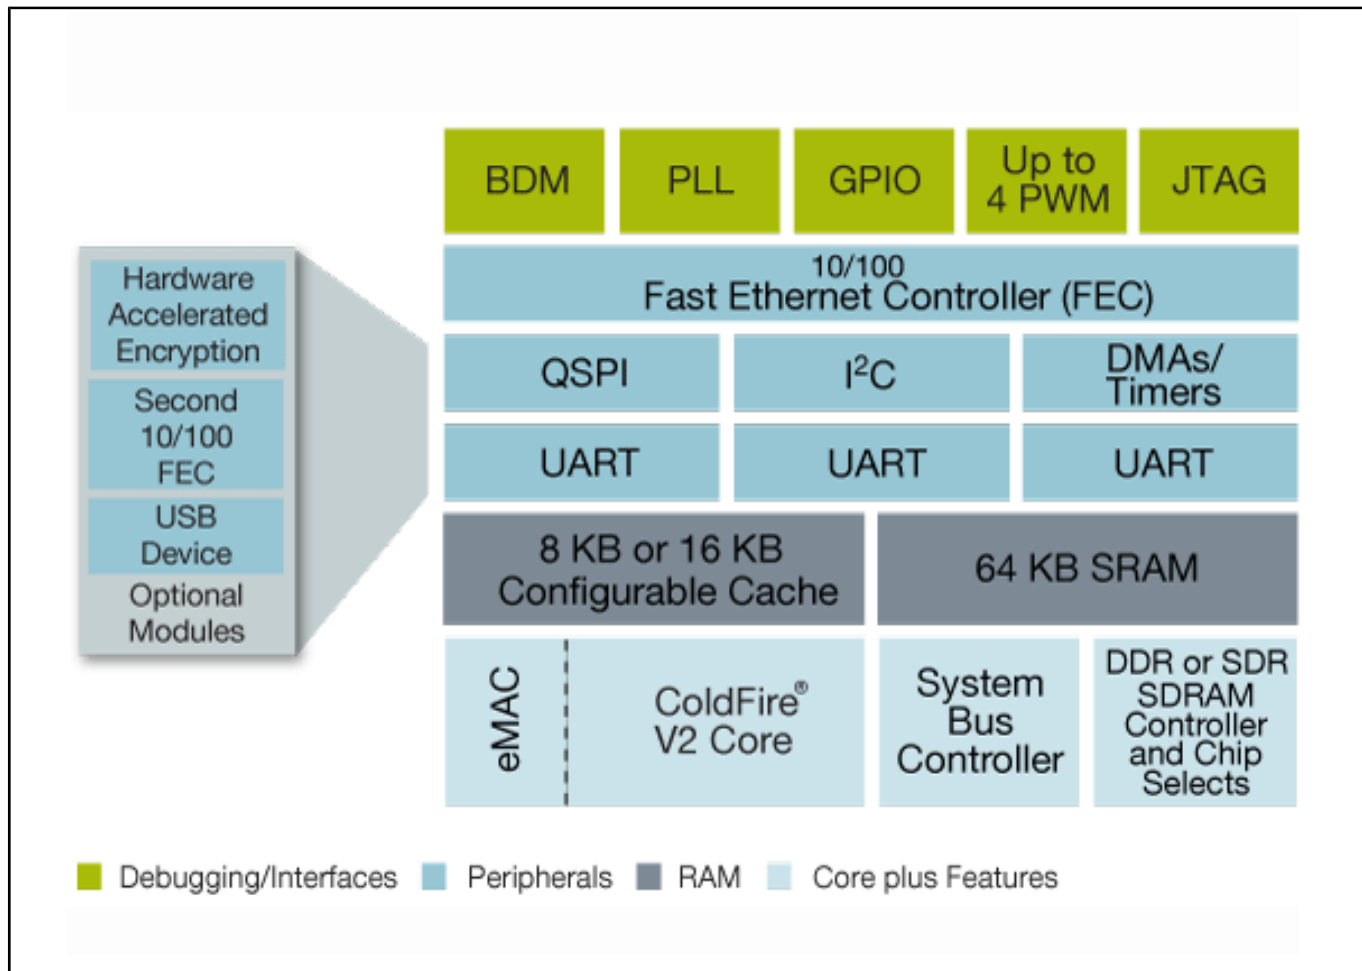 BDM
PLL
GPIO
Up to
4 PWM
JTAG
Hardware
Accelerated
Encryption
Second
10/100
FEC
USB
Device
Optional
Modules
10/100
Fast Ethernet Controller (FEC)
QSPI
I²C
DMAs/
Timers
UART
UART
UART
8 KB or 16 KB
Configurable Cache
64 KB SRAM
eMAC
ColdFire®
V2 Core
System
Bus
Controller
DDR or SDR
SDRAM
Controller
and Chip
Selects
Debugging/Interfaces
Peripherals
RAM
Core plus Features